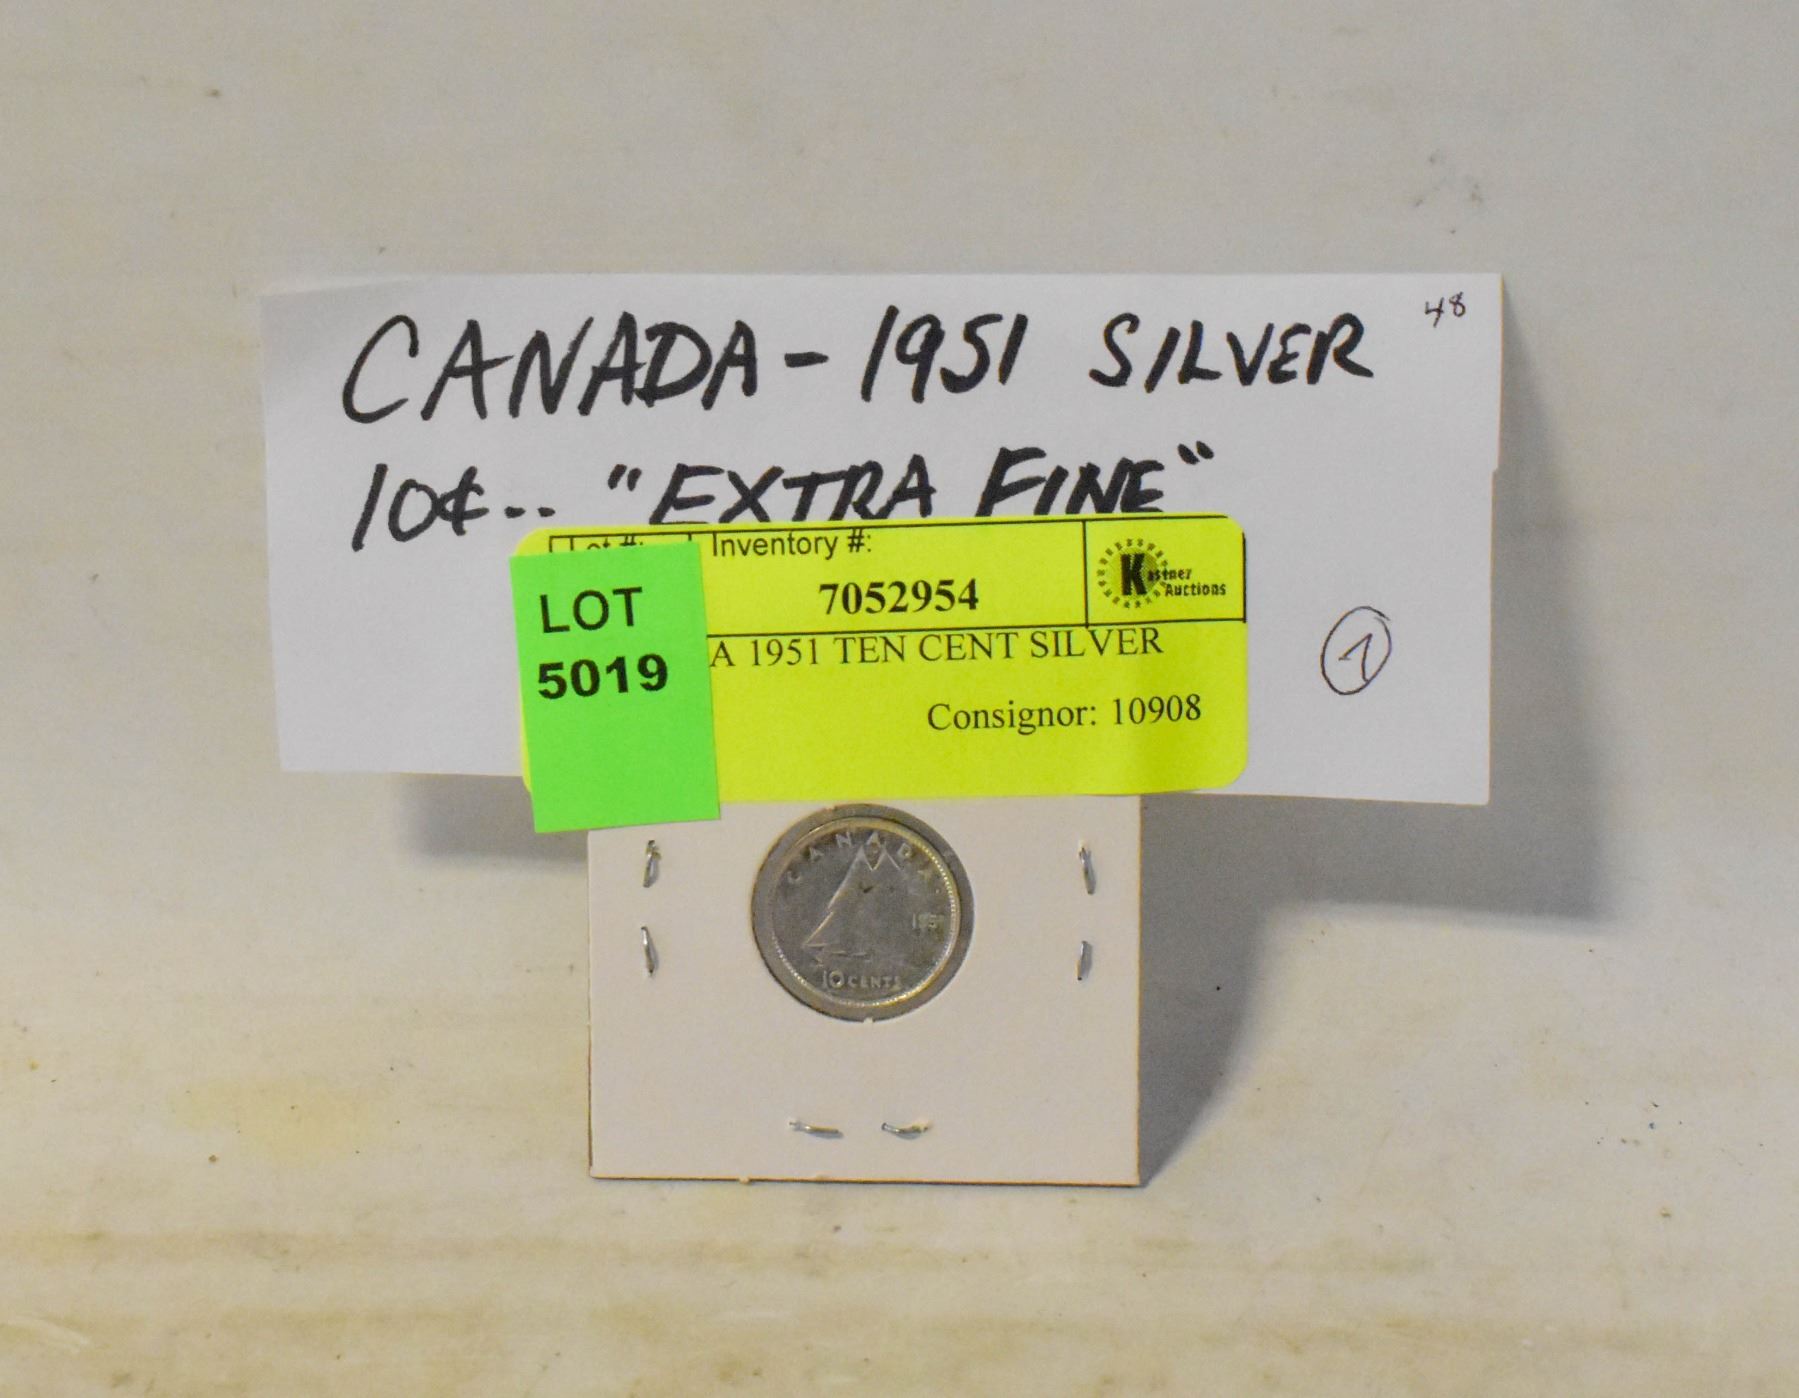 48
CANADA - 1951 SILVER
10¢.. "EXTRA FINE"
Lot #:
Inventory #:
7052954
Kastner
Auctions
LOT
5019
A 1951 TEN CENT SILVER
Consignor: 10908
1
CANADA
1951
10 CENTS